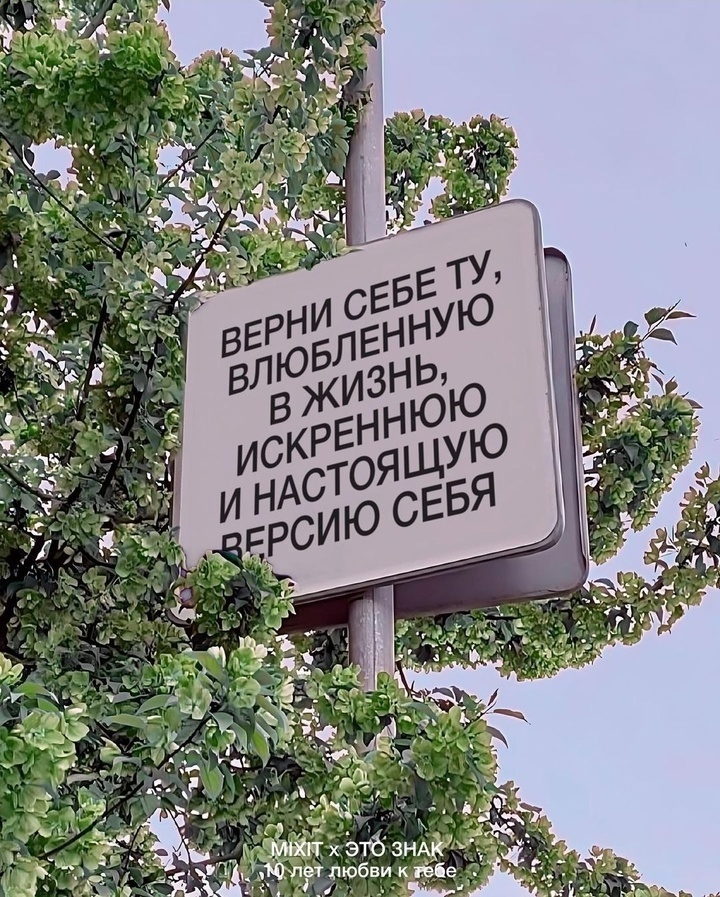 ВЕРНИ СЕБЕ ТУ,
ВЛЮБЛЕННУЮ
В ЖИЗНЬ,
ИСКРЕННЮЮ
И НАСТОЯЩУЮ
ВЕРСИЮ СЕБЯ
MIXIT x ЭТО ЗНАК
10 лет любви к тебе